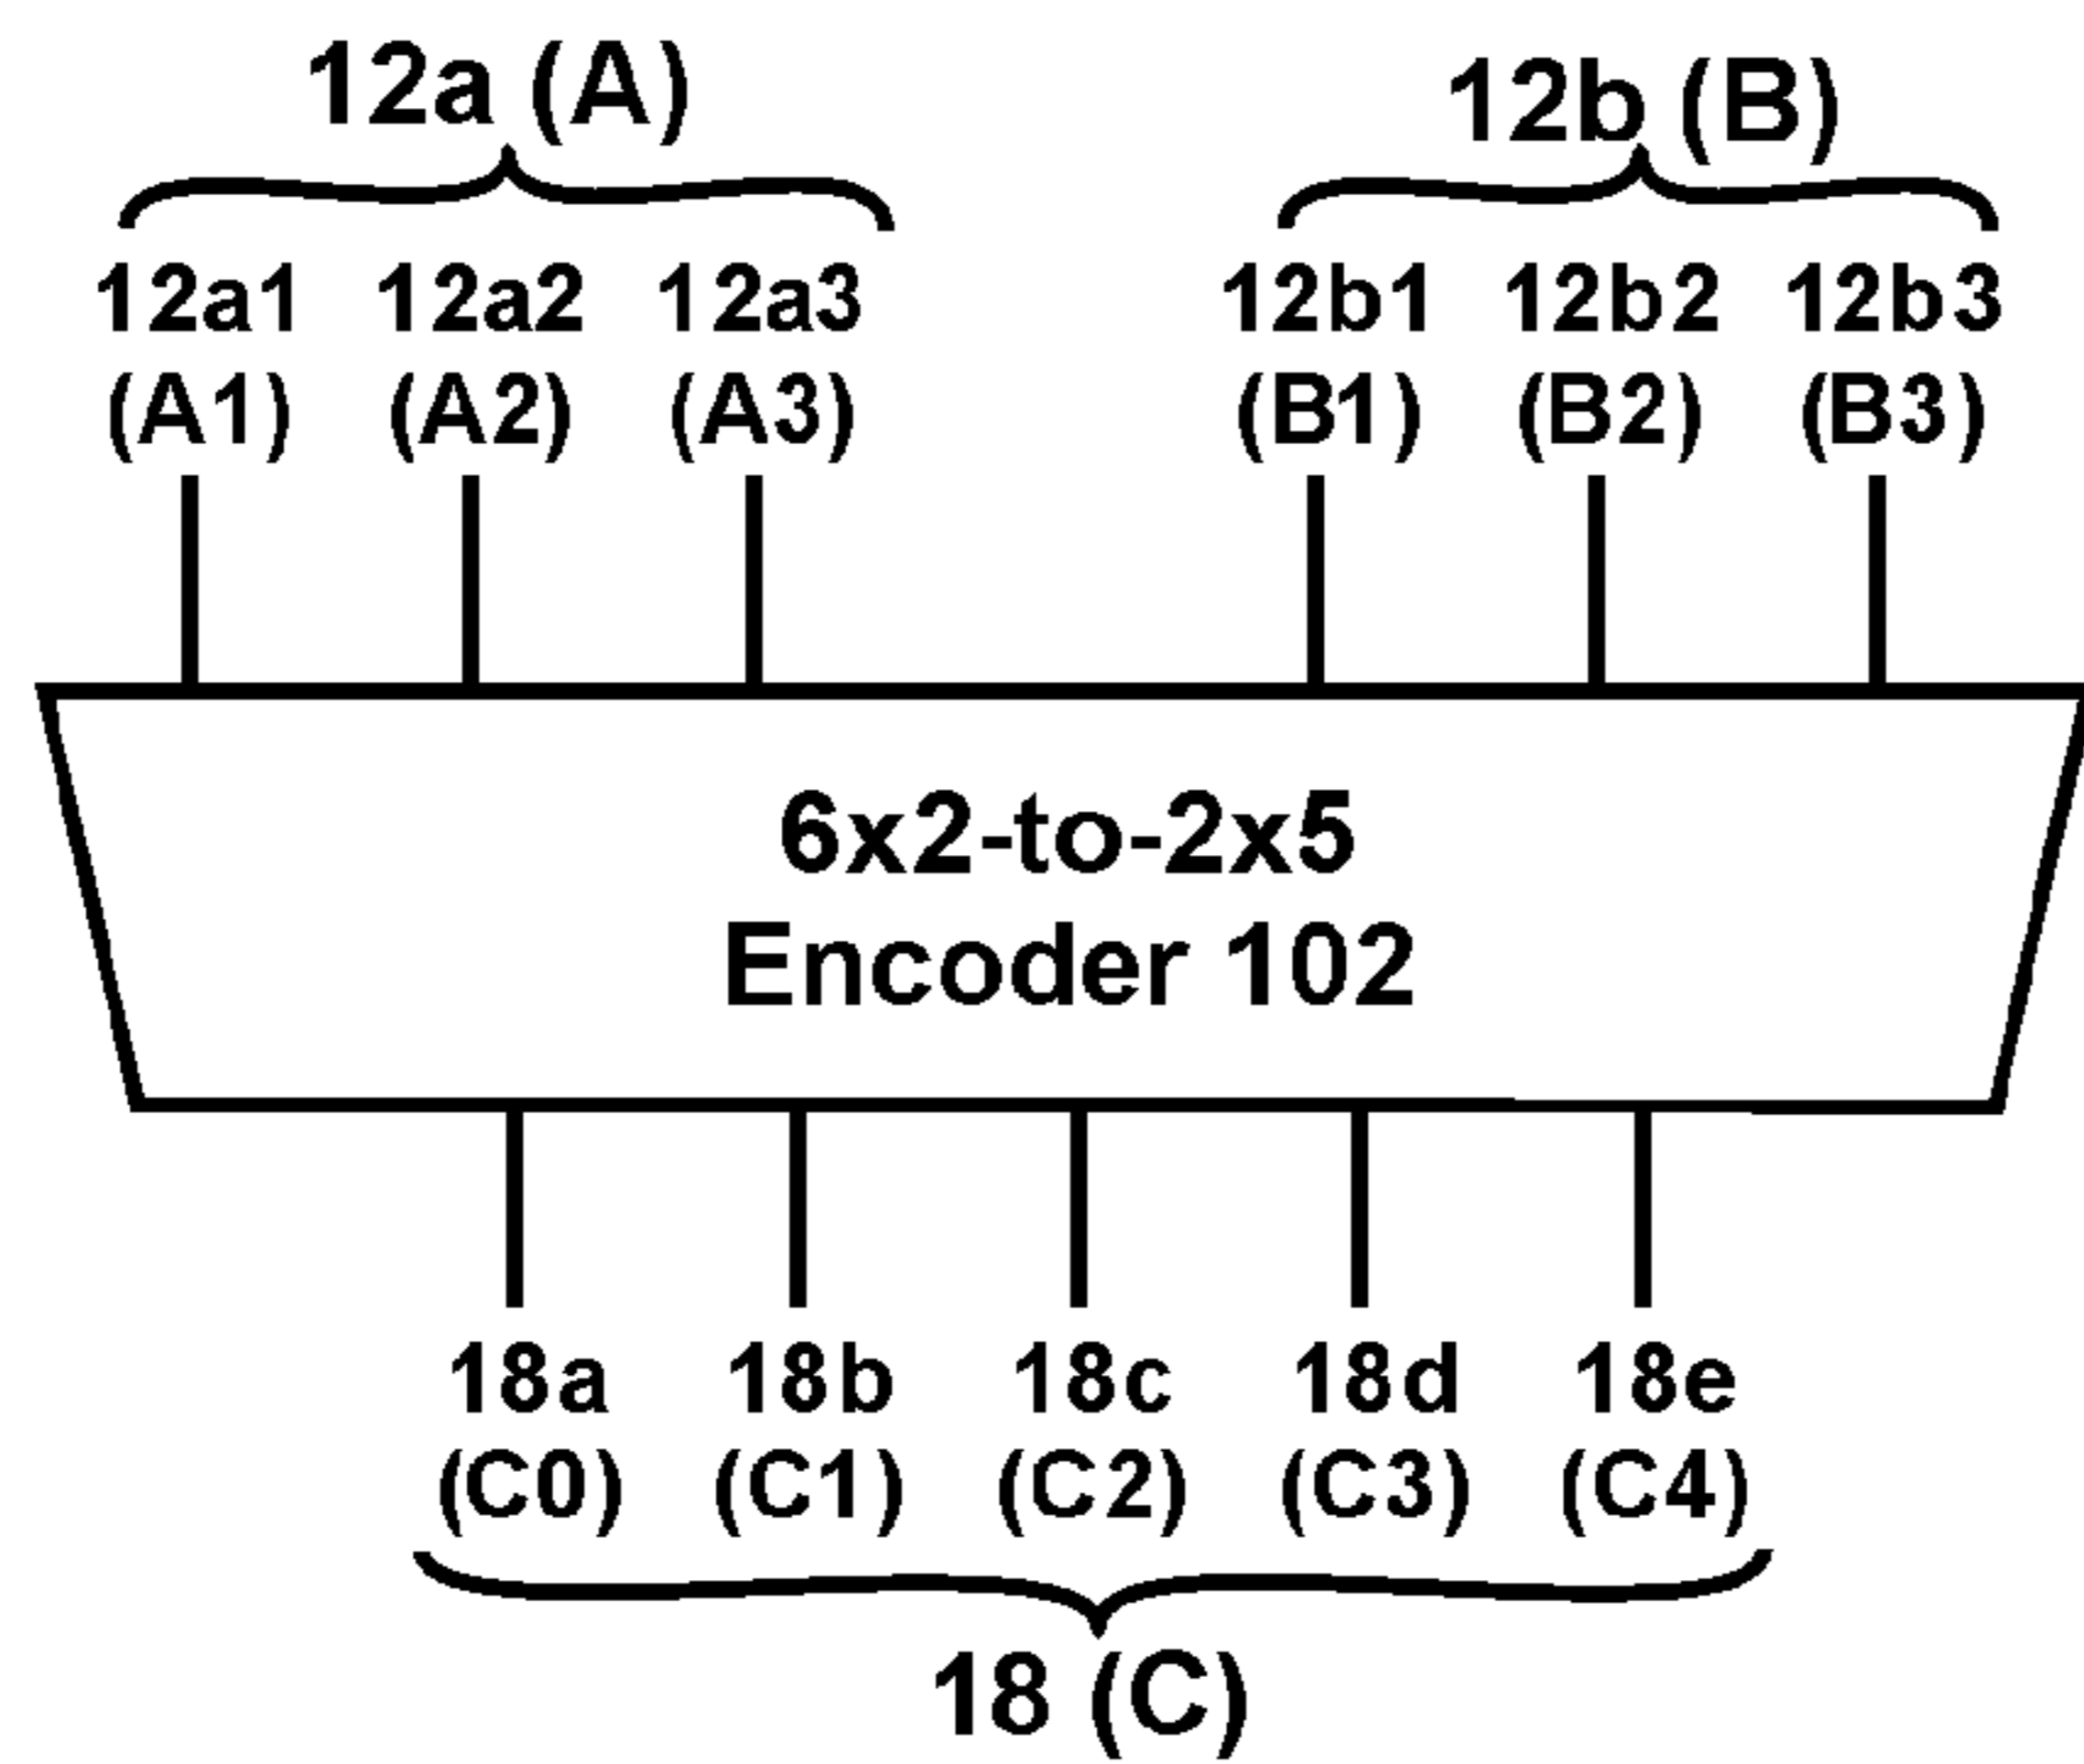 12a (A) 12b (B)
12a1 12a2 12a3 12b1 12b2 12b3
(A1) (A2) (A3) (B1) (B2) (B3)
6x2-to-2x5
Encoder 102
18a 18b 18c 18d 18e
(C0) (C1) (C2) (C3) (C4)
18 (C)